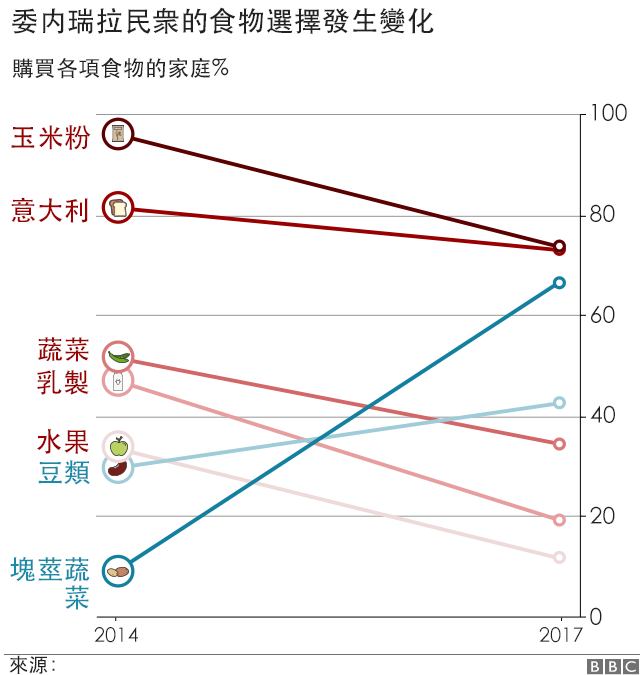 委內瑞拉民衆的食物選擇發生變化
購買各項食物的家庭%
100
玉米粉
意大利
80
60
蔬菜
乳製
40
水果
豆類
20
塊莖蔬
菜
0
2014
2017
來源：
BBC